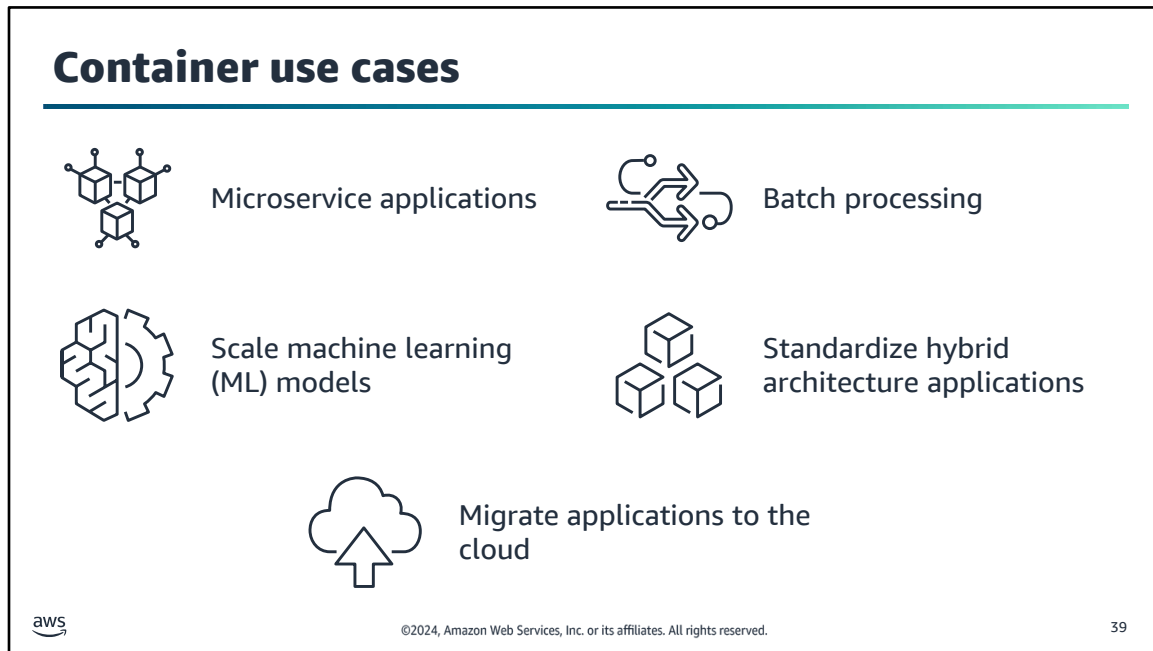 Container use cases
Microservice applications
Batch processing
Scale machine learning
(ML) models
Standardize hybrid
architecture applications
Migrate applications to the
cloud
aws
©2024, Amazon Web Services, Inc. or its affiliates. All rights reserved.
39